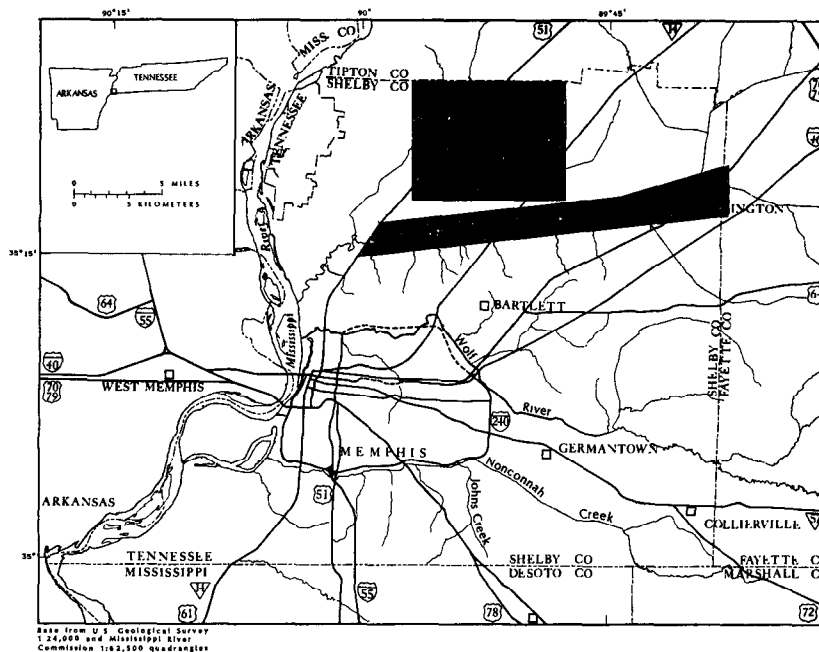 90°15'
90°
89°45'
MISS. CO
51
14
TIPTON CO
SHELBY CO
ARKANSAS
TENNESSEE
ARKANSAS
TENNESSEE
40
0 5 MILES
0 5 KILOMETERS
River
INGTON
35°15'
64
55
BARTLETT
64
Mississippi
Wolf
SHELBY CO
FAYETTE CO
40
70
79
WEST MEMPHIS
River
240
GERMANTOWN
MEMPHIS
Nonconnah
Creek
51
Johns Creek
ARKANSAS
COLLIERVILLE
35°
TENNESSEE
MISSISSIPPI
SHELBY CO
DESOTO CO
FAYETTE C
MARSHALL C
61
55
78
72
Base from U S Geological Survey
1 24,000 and Mississippi River
Commission 1:62,500 quadrangles